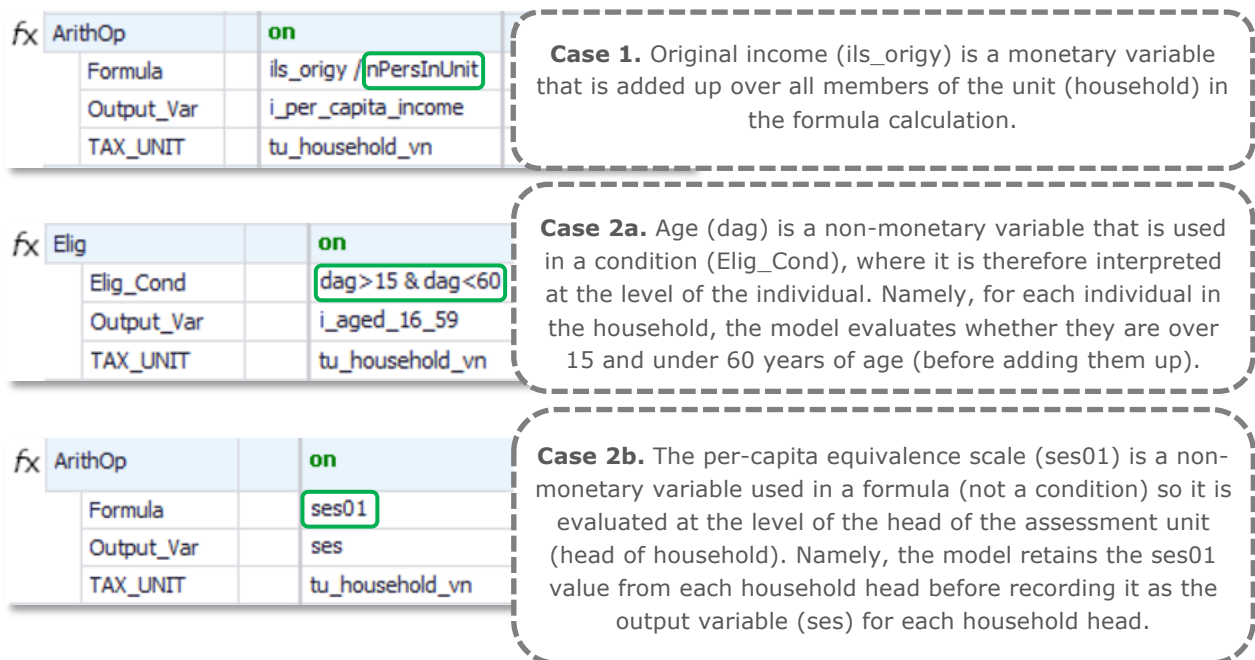 fx ArithOp on
Formula ils_origy / nPersInUnit
Output_Var i_per_capita_income
TAX_UNIT tu_household_vn
Case 1. Original income (ils_origy) is a monetary variable
that is added up over all members of the unit (household) in
the formula calculation.
fx Elig on
Elig_Cond dag>15 & dag<60
Output_Var i_aged_16_59
TAX_UNIT tu_household_vn
Case 2a. Age (dag) is a non-monetary variable that is used
in a condition (Elig_Cond), where it is therefore interpreted
at the level of the individual. Namely, for each individual in
the household, the model evaluates whether they are over
15 and under 60 years of age (before adding them up).
fx ArithOp on
Formula ses01
Output_Var ses
TAX_UNIT tu_household_vn
Case 2b. The per-capita equivalence scale (ses01) is a non-
monetary variable used in a formula (not a condition) so it is
evaluated at the level of the head of the assessment unit
(head of household). Namely, the model retains the ses01
value from each household head before recording it as the
output variable (ses) for each household head.